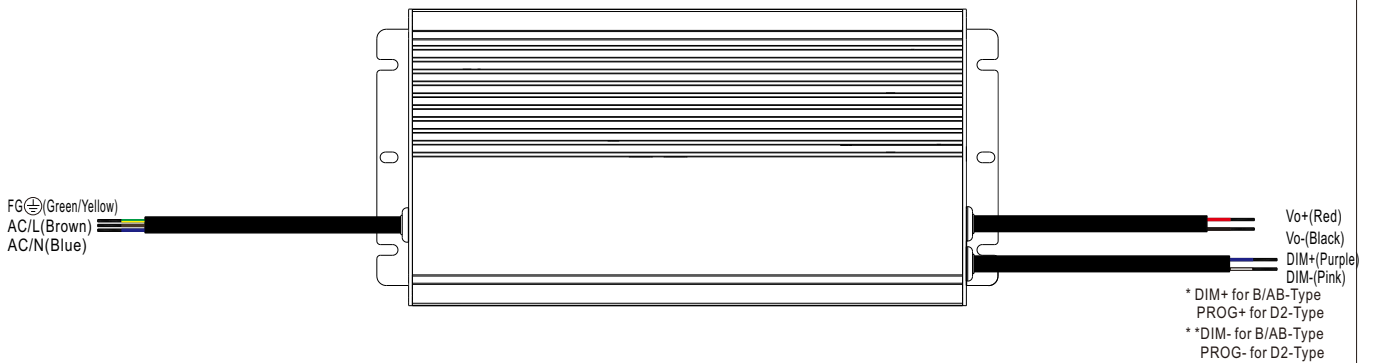 FG(Green/Yellow)
AC/L(Brown)
AC/N(Blue)
Vo+(Red)
Vo-(Black)
DIM+(Purple)
DIM-(Pink)
* DIM+ for B/AB-Type
PROG+ for D2-Type
* *DIM- for B/AB-Type
PROG- for D2-Type